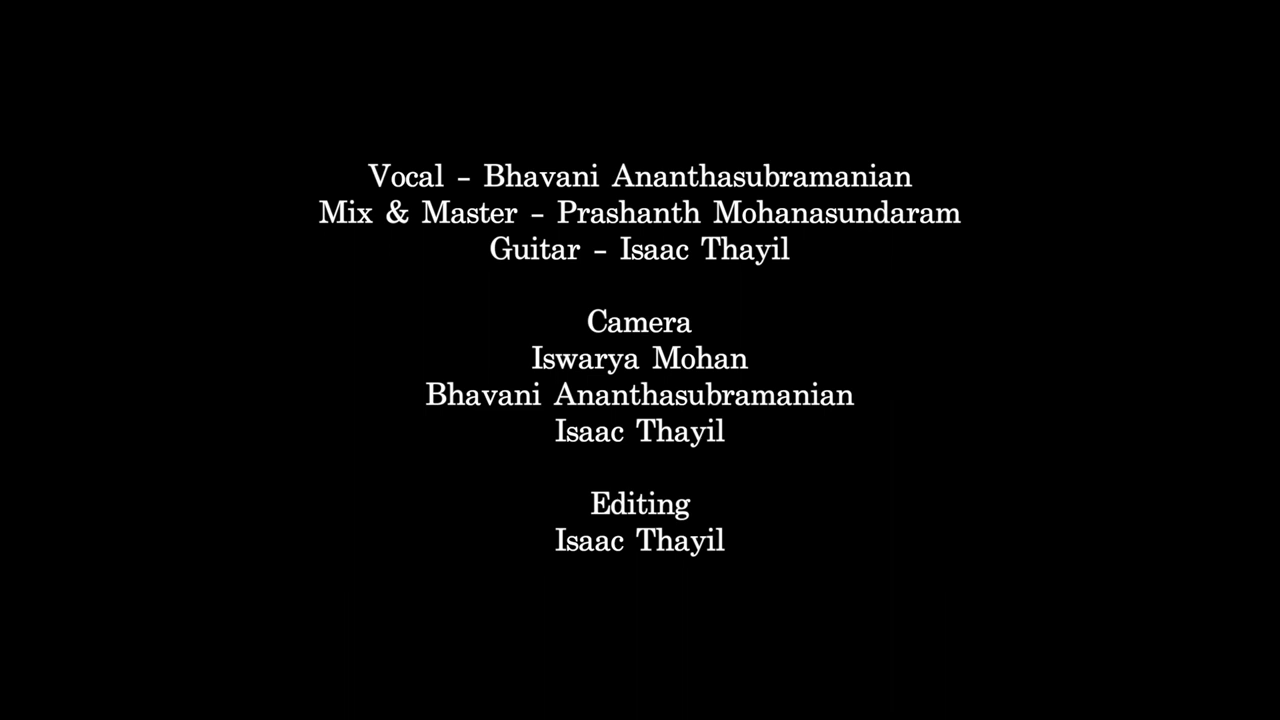 Vocal - Bhavani Ananthasubramanian
Mix & Master - Prashanth Mohanasundaram
Guitar - Isaac Thayil
Camera
Iswarya Mohan
Bhavani Ananthasubramanian
Isaac Thayil
Editing
Isaac Thayil